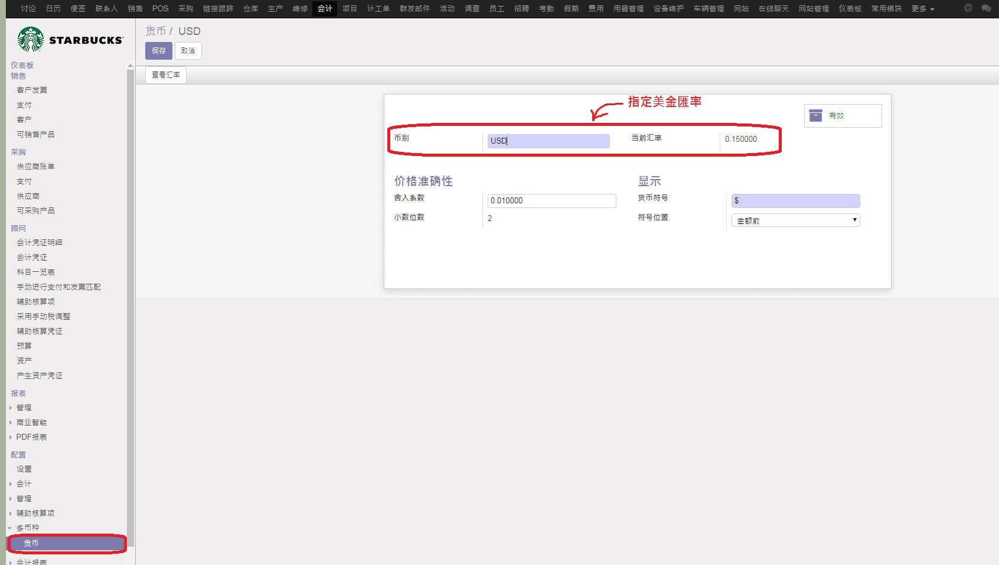 讨论 日历 便签 联系人 销售 POS 采购 链接跟踪 仓库 生产 维修 会计 项目 计工单 群发邮件 活动 调查 员工 招聘 考勤 假期 费用 用餐管理 设备维护 车辆管理 网站 在线聊天 网站管理 仪表板 常用模块 更多
STARBUCKS
货币 / USD
保存 取消
查看汇率
仪表板
销售
客户发票
支付
客户
可销售产品
采购
供应商账单
支付
供应商
可采购产品
顾问
会计凭证明细
会计凭证
科目一览表
手动进行支付和发票匹配
辅助核算项
采用手动税调整
辅助核算凭证
预算
资产
产生资产凭证
报表
管理
商业智能
PDF报表
配置
设置
会计
管理
辅助核算项
多币种
货币
会计报表
指定美金匯率
有效
币别 USD 当前汇率 0.150000
价格准确性 显示
舍入系数 0.010000 货币符号 $
小数位数 2 符号位置 金额前